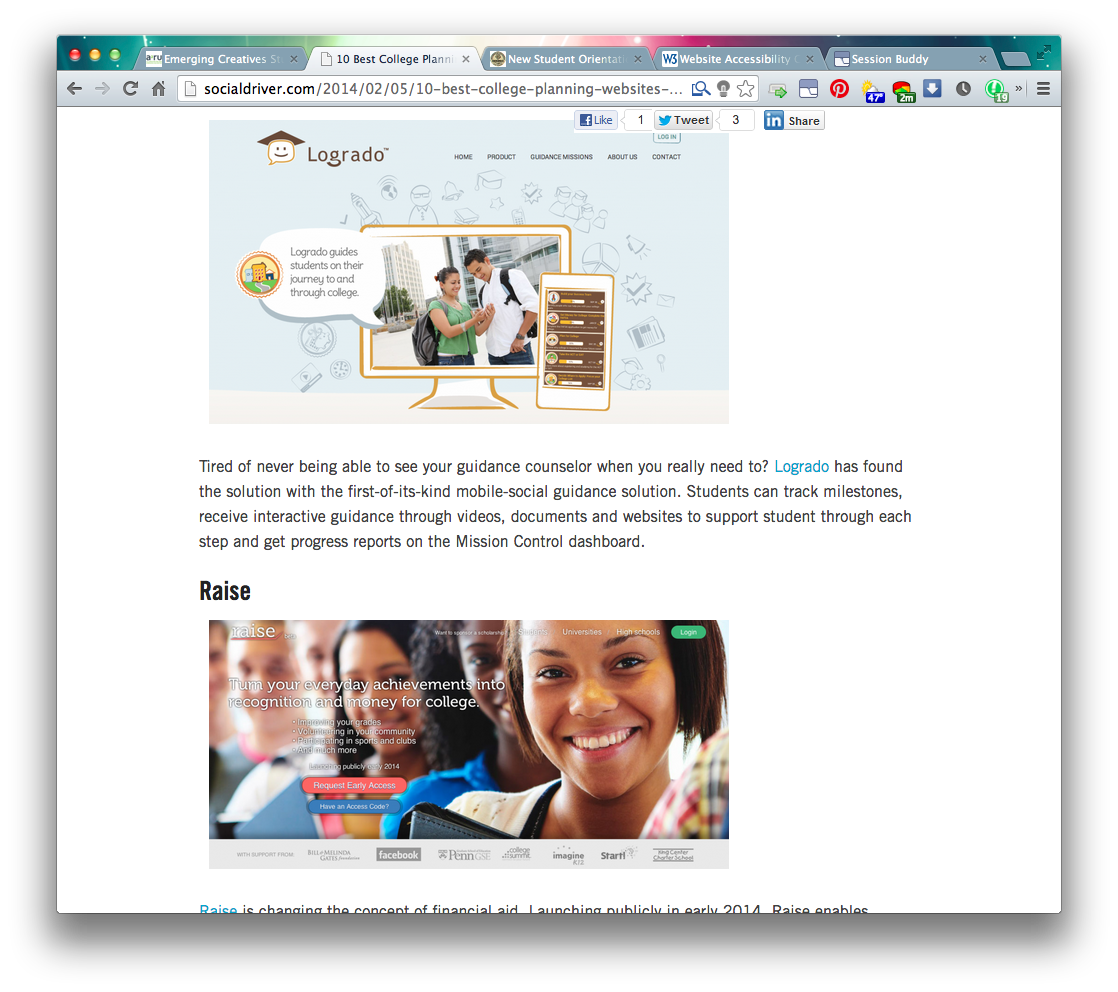 Emerging Creatives St
10 Best College Planni
New Student Orientati
W3 Website Accessibility
Session Buddy
socialdriver.com/2014/02/05/10-best-college-planning-websites-...
47°
2m
19
»
Like 1 Tweet 3 in Share
LOG IN
Logrado™
HOME PRODUCT GUIDANCE MISSIONS ABOUT US CONTACT
Logrado guides
students on their
journey to and
through college.
Tired of never being able to see your guidance counselor when you really need to? Logrado has found
the solution with the first-of-its-kind mobile-social guidance solution. Students can track milestones,
receive interactive guidance through videos, documents and websites to support student through each
step and get progress reports on the Mission Control dashboard.
Raise
raise beta Want to sponsor a scholarship? Students Universities High schools Login
Turn your everyday achievements into
recognition and money for college.
• Improving your grades
• Volunteering in your community
• Participating in sports and clubs
• And much more
Launching publicly early 2014
Request Early Access
Have an Access Code?
WITH SUPPORT FROM: BILL & MELINDA GATES foundation facebook Penn GSE college summit imagine K12 Start! King Center Charter School
Raise is changing the concept of financial aid. Launching publicly in early 2014, Raise enables